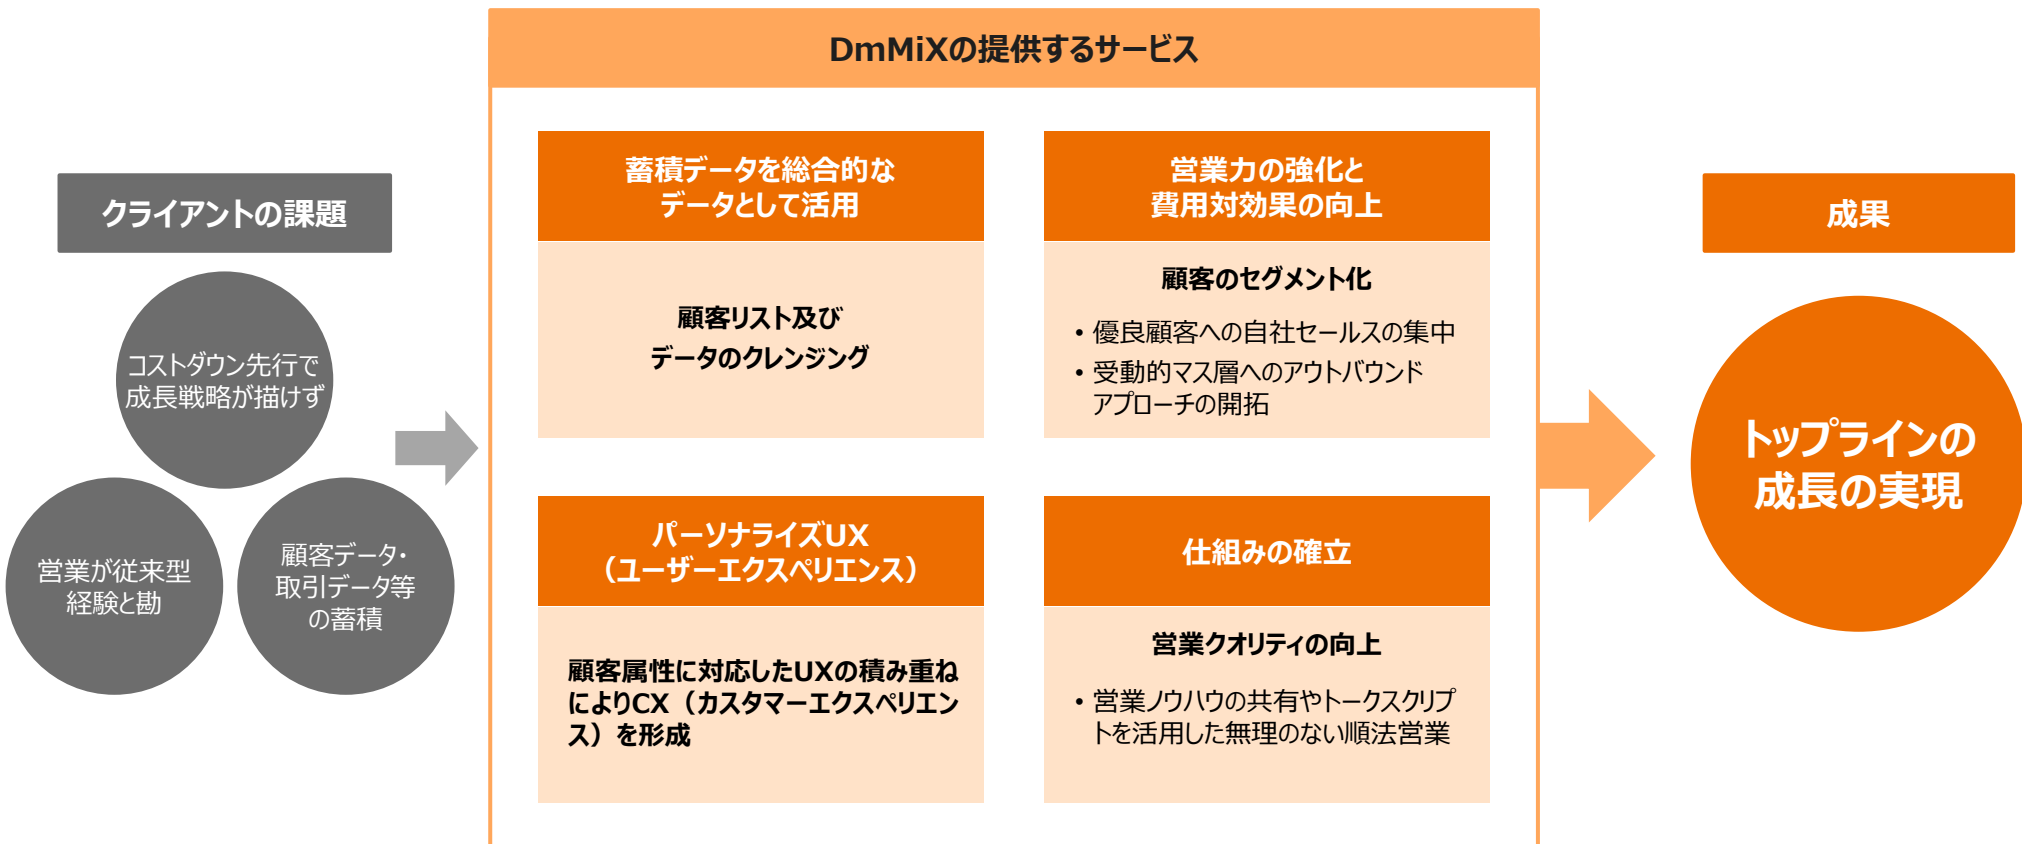 DmMiXの提供するサービス
クライアントの課題
コストダウン先行で
成長戦略が描けず
営業が従来型
経験と勘
顧客データ・
取引データ等
の蓄積
蓄積データを総合的な
データとして活用
顧客リスト及び
データのクレンジング
営業力の強化と
費用対効果の向上
顧客のセグメント化
• 優良顧客への自社セールスの集中
• 受動的マス層へのアウトバウンド
アプローチの開拓
パーソナライズUX
（ユーザーエクスペリエンス）
顧客属性に対応したUXの積み重ね
によりCX（カスタマーエクスペリエン
ス）を形成
仕組みの確立
営業クオリティの向上
• 営業ノウハウの共有やトークスクリプ
トを活用した無理のない順法営業
成果
トップラインの
成長の実現